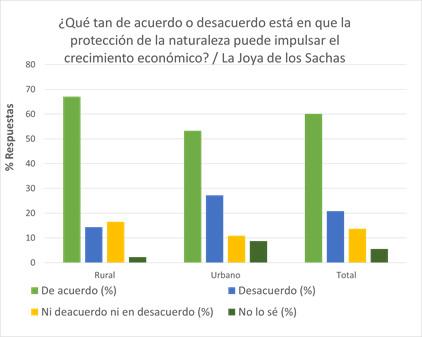 ¿Qué tan de acuerdo o desacuerdo está en que la
protección de la naturaleza puede impulsar el
crecimiento económico? / La Joya de los Sachas
80
70
60
50
40
30
20
10
0
% Respuestas
Rural Urbano Total
De acuerdo (%) Desacuerdo (%)
Ni deacuerdo ni en desacuerdo (%) No lo sé (%)